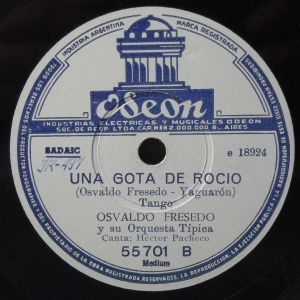 INDUSTRIA ARGENTINA
MARCA REGISTRADA
Odeon
INDUSTRIAS ELECTRICAS Y MUSICALES ODEON
SOC. DE RESP. LTDA. CAP. M$N 2.000.000 B. AIRES
SADAIC
e 18924
UNA GOTA DE ROCIO
(Osvaldo Fresedo - Yaguarón)
Tango
OSVALDO FRESEDO
y su Orquesta Típica
Canta: Héctor Pacheco
55701 B
Medium